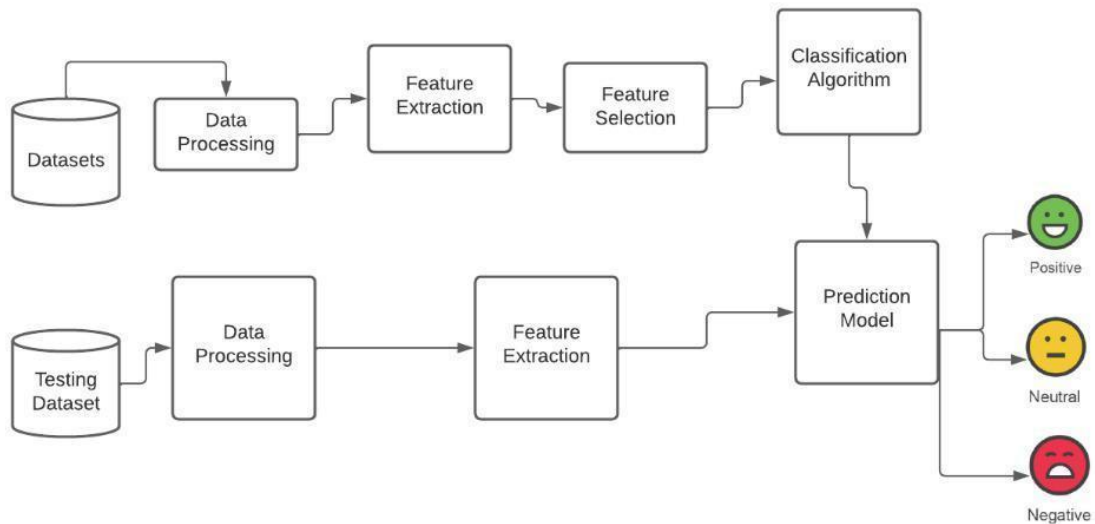 Datasets
Data
Processing
Feature
Extraction
Feature
Selection
Classification
Algorithm
Testing
Dataset
Data
Processing
Feature
Extraction
Prediction
Model
Positive
Neutral
Negative